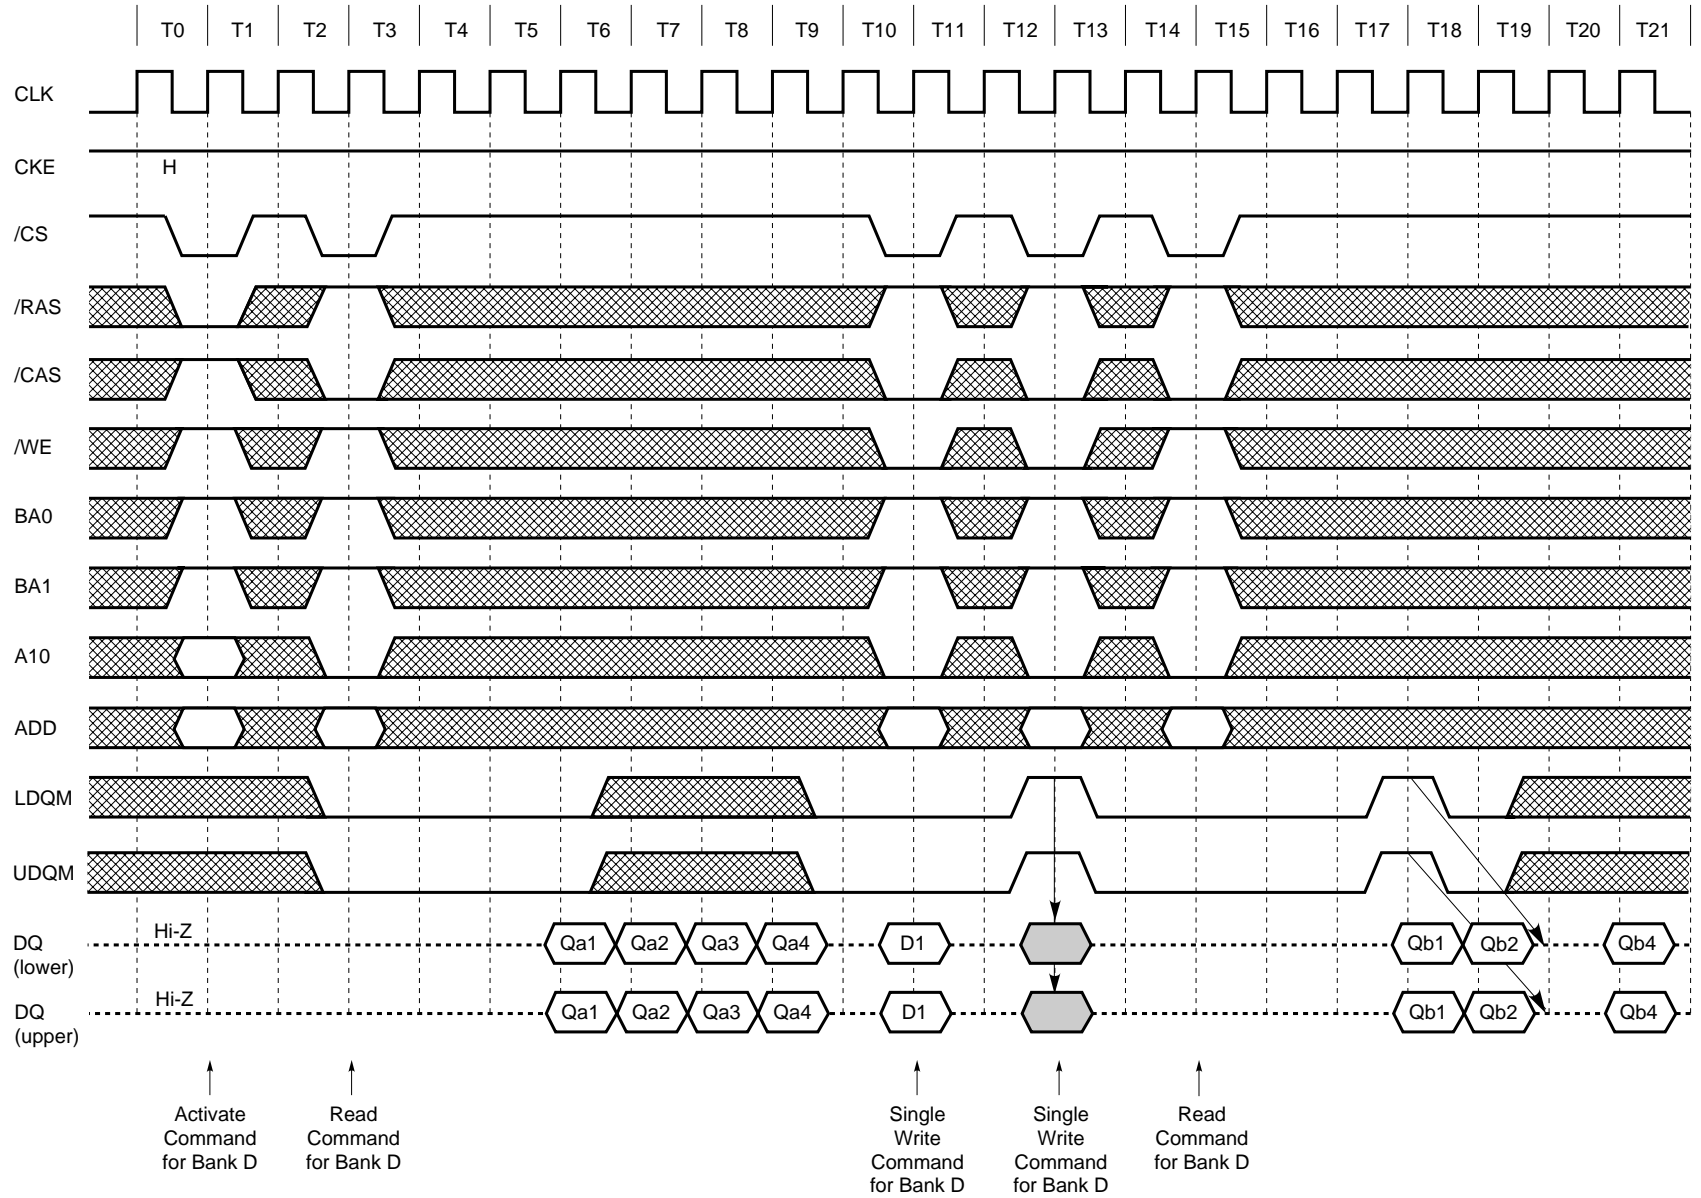 T0 T1 T2 T3 T4 T5 T6 T7 T8 T9 T10 T11 T12 T13 T14 T15 T16 T17 T18 T19 T20 T21
CLK
CKE H
/CS
/RAS
/CAS
/WE
BA0
BA1
A10
ADD
LDQM
UDQM
DQ
(lower)
Hi-Z
Qa1 Qa2 Qa3 Qa4 D1 Qb1 Qb2 Qb4
DQ
(upper)
Hi-Z
Qa1 Qa2 Qa3 Qa4 D1 Qb1 Qb2 Qb4
Activate
Command
for Bank D
Read
Command
for Bank D
Single
Write
Command
for Bank D
Single
Write
Command
for Bank D
Read
Command
for Bank D